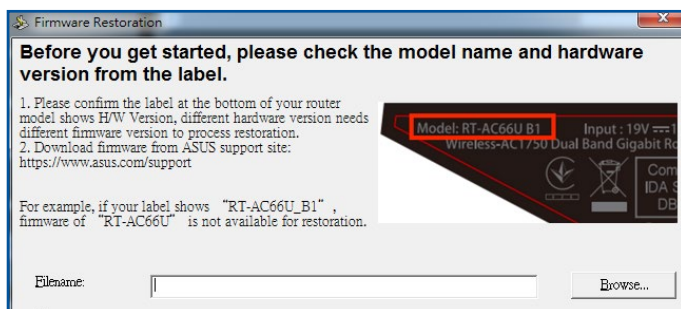 Firmware Restoration
Before you get started, please check the model name and hardware
version from the label.
1. Please confirm the label at the bottom of your router
model shows H/W Version, different hardware version needs
different firmware version to process restoration.
2. Download firmware from ASUS support site:
https://www.asus.com/support
For example, if your label shows “RT-AC66U_B1”,
firmware of “RT-AC66U” is not available for restoration.
Model: RT-AC66U B1 Input : 19V
Wireless-AC1750 Dual Band Gigabit
IDA
DB
Filename:
Browse...